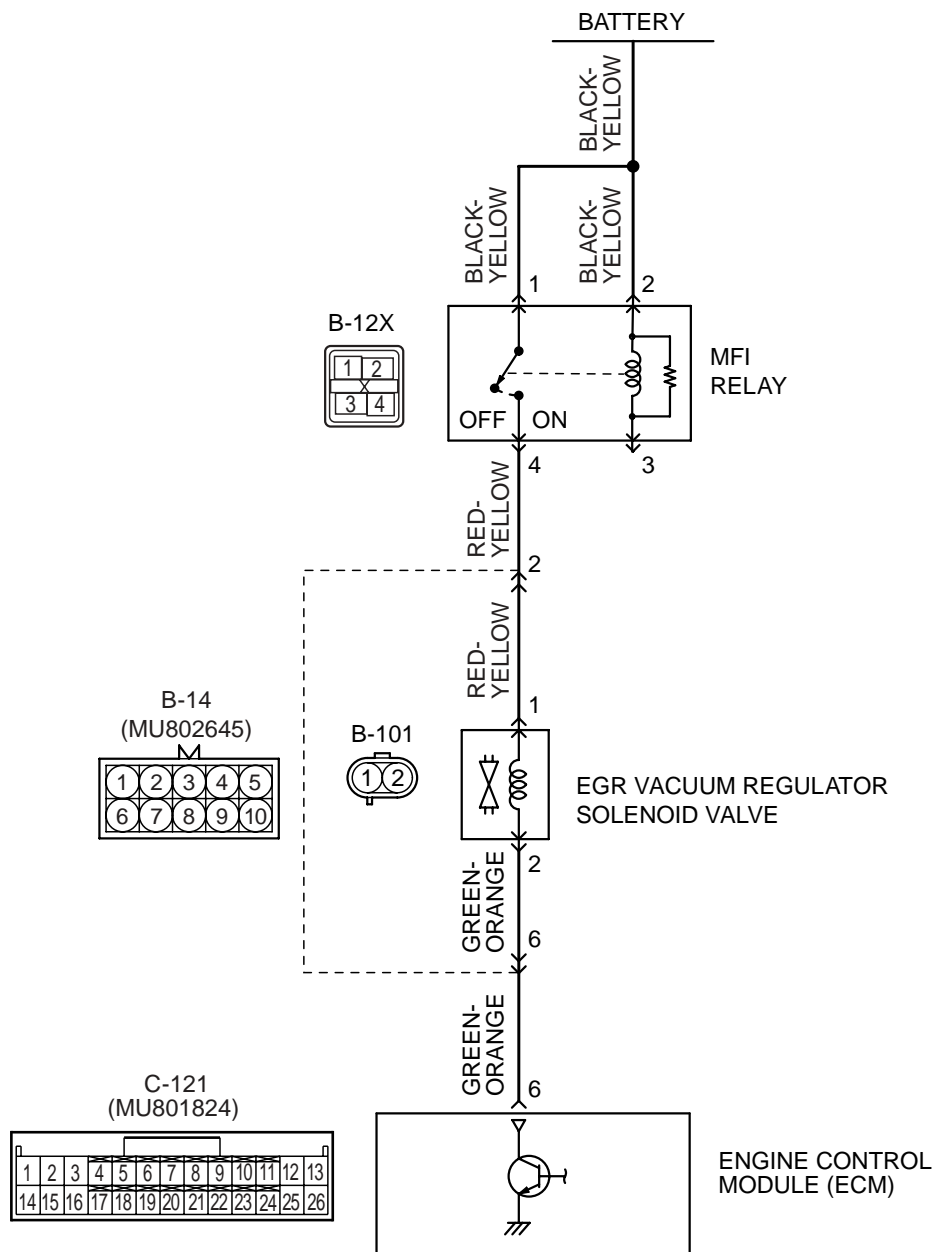 BATTERY
BLACK-
YELLOW
BLACK-
YELLOW
BLACK-
YELLOW
1
2
B-12X
1 2
X
3 4
MFI
RELAY
OFF
ON
4
3
RED-
YELLOW
2
RED-
YELLOW
1
B-14
(MU802645)
1 2 3 4 5
6 7 8 9 10
B-101
1 2
EGR VACUUM REGULATOR
SOLENOID VALVE
2
GREEN-
ORANGE
6
GREEN-
ORANGE
6
C-121
(MU801824)
1 2 3 4 5 6 7 8 9 10 11 12 13
14 15 16 17 18 19 20 21 22 23 24 25 26
ENGINE CONTROL
MODULE (ECM)